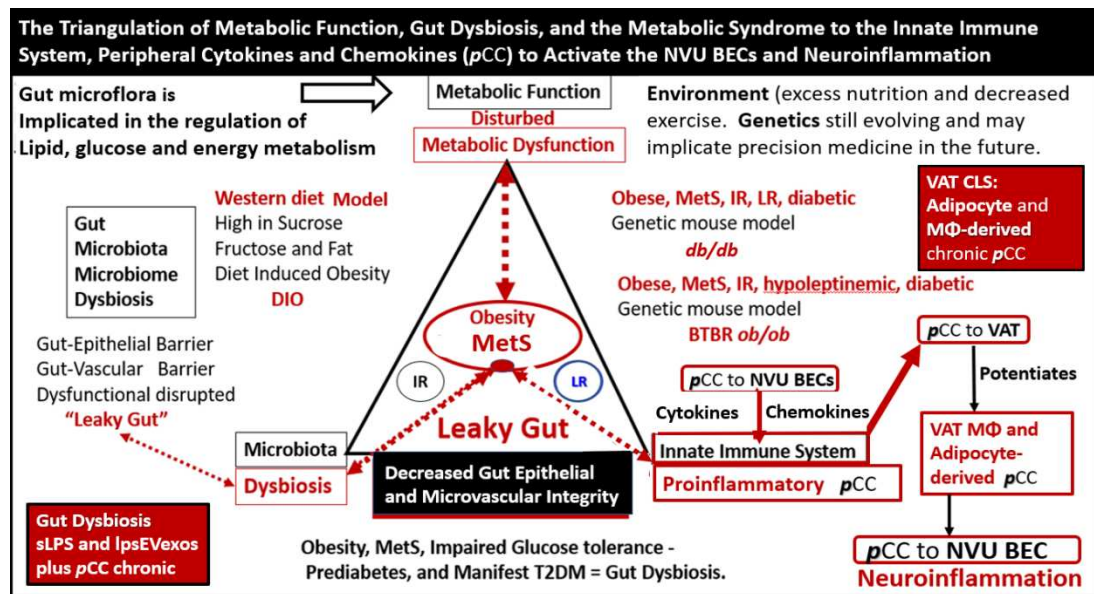 The Triangulation of Metabolic Function, Gut Dysbiosis, and the Metabolic Syndrome to the Innate Immune
System, Peripheral Cytokines and Chemokines (pCC) to Activate the NVU BECs and Neuroinflammation
Gut microflora is
Implicated in the regulation of
Lipid, glucose and energy metabolism
Metabolic Function
Disturbed
Metabolic Dysfunction
Environment (excess nutrition and decreased
exercise. Genetics still evolving and may
implicate precision medicine in the future.
VAT CLS:
Adipocyte and
MΦ-derived
chronic pCC
Gut
Microbiota
Microbiome
Dysbiosis
Western diet Model
High in Sucrose
Fructose and Fat
Diet Induced Obesity
DIO
Obese, MetS, IR, LR, diabetic
Genetic mouse model
db/db
Obese, MetS, IR, hypoleptinemic, diabetic
Genetic mouse model
BTBR ob/ob
Gut-Epithelial Barrier
Gut-Vascular Barrier
Dysfunctional disrupted
“Leaky Gut”
Obesity
MetS
IR
LR
Leaky Gut
Microbiota
Dysbiosis
Decreased Gut Epithelial
and Microvascular Integrity
pCC to NVU BECs
Cytokines
Chemokines
Innate Immune System
Proinflammatory pCC
pCC to VAT
Potentiates
VAT MΦ and
Adipocyte-
derived pCC
pCC to NVU BEC
Neuroinflammation
Gut Dysbiosis
sLPS and lpsEVexos
plus pCC chronic
Obesity, MetS, Impaired Glucose tolerance -
Prediabetes, and Manifest T2DM = Gut Dysbiosis.